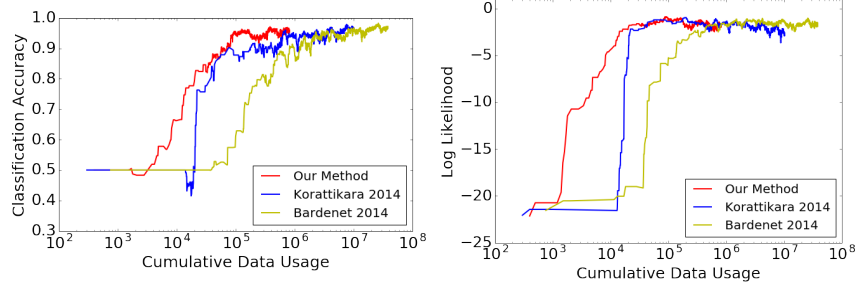 1.0
0.9
0.8
0.7
0.6
0.5
0.4
0.3
Classification Accuracy
Our Method
Korattikara 2014
Bardenet 2014
10^2 10^3 10^4 10^5 10^6 10^7 10^8
Cumulative Data Usage
0
−5
−10
−15
−20
−25
Log Likelihood
Our Method
Korattikara 2014
Bardenet 2014
10^2 10^3 10^4 10^5 10^6 10^7 10^8
Cumulative Data Usage